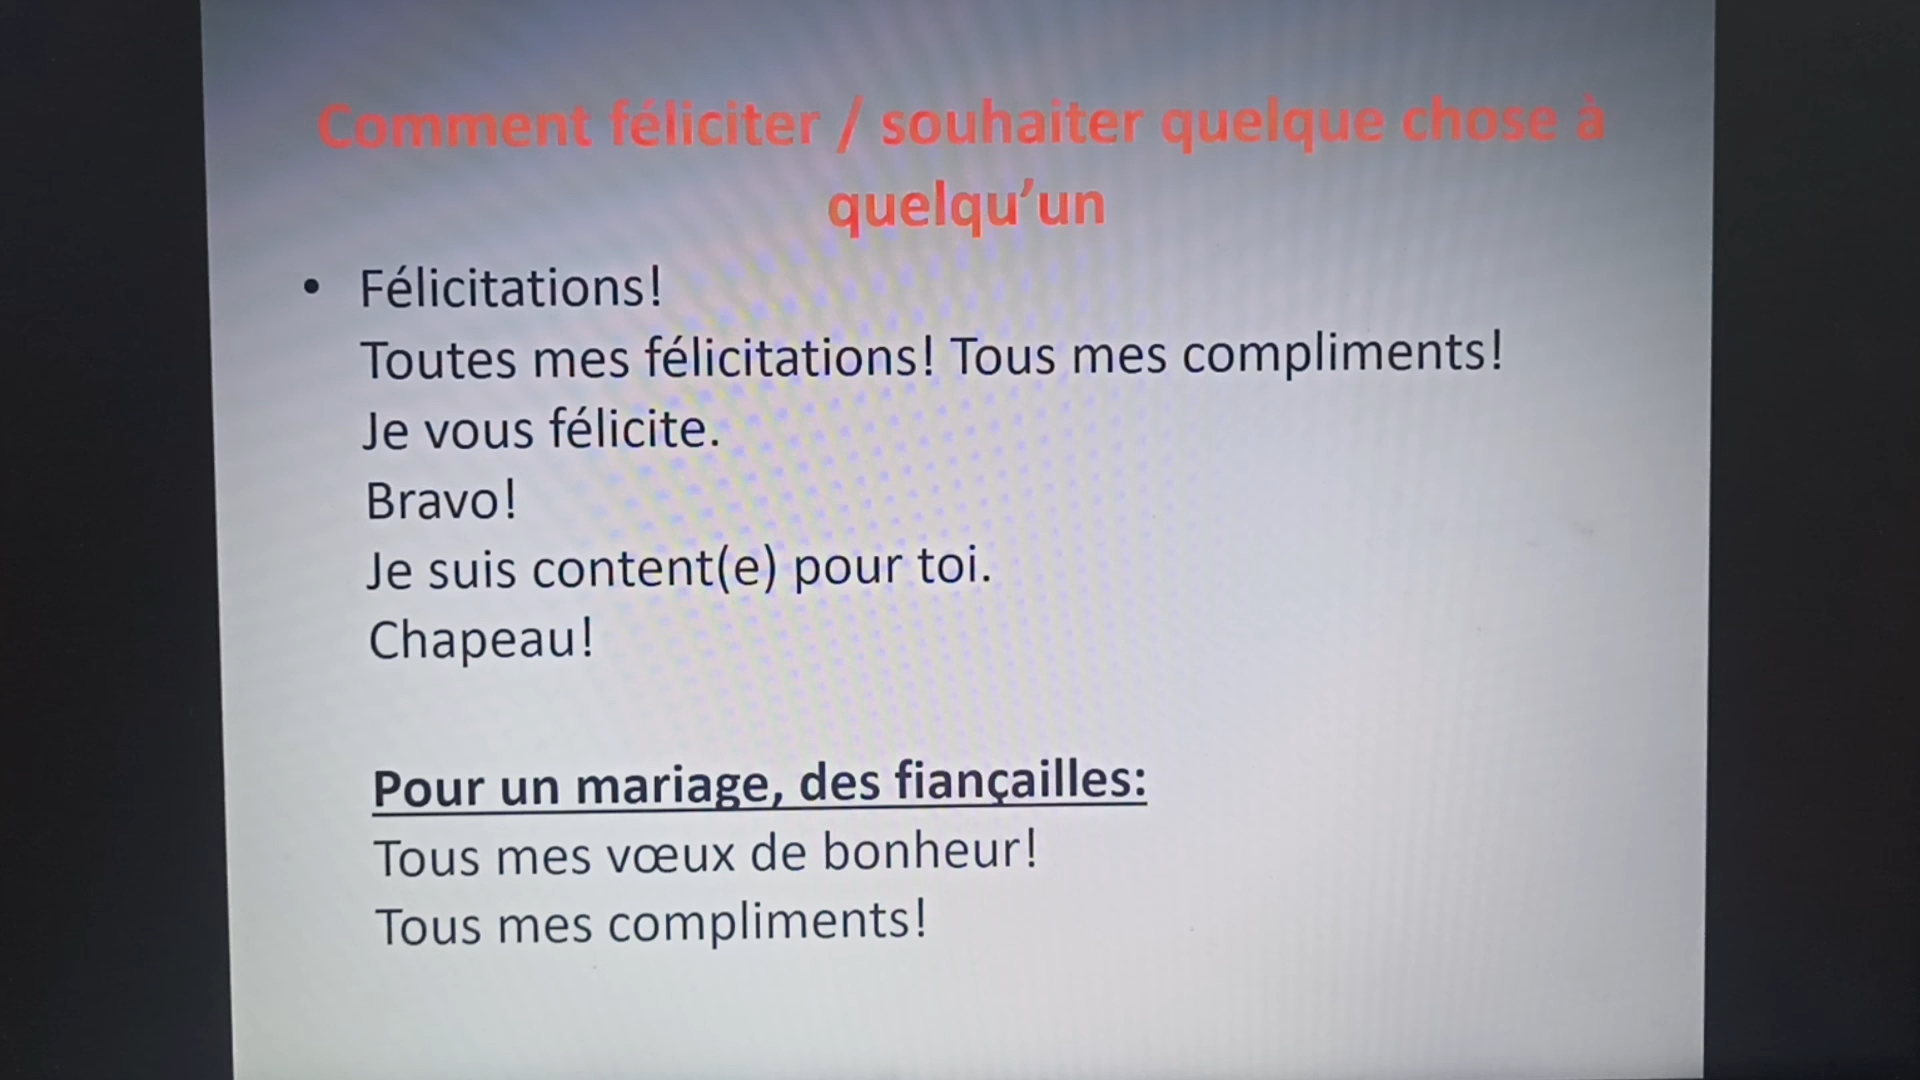 Comment féliciter / souhaiter quelque chose à
quelqu'un
• Félicitations!
Toutes mes félicitations! Tous mes compliments!
Je vous félicite.
Bravo!
Je suis content(e) pour toi.
Chapeau!
Pour un mariage, des fiançailles:
Tous mes vœux de bonheur!
Tous mes compliments!